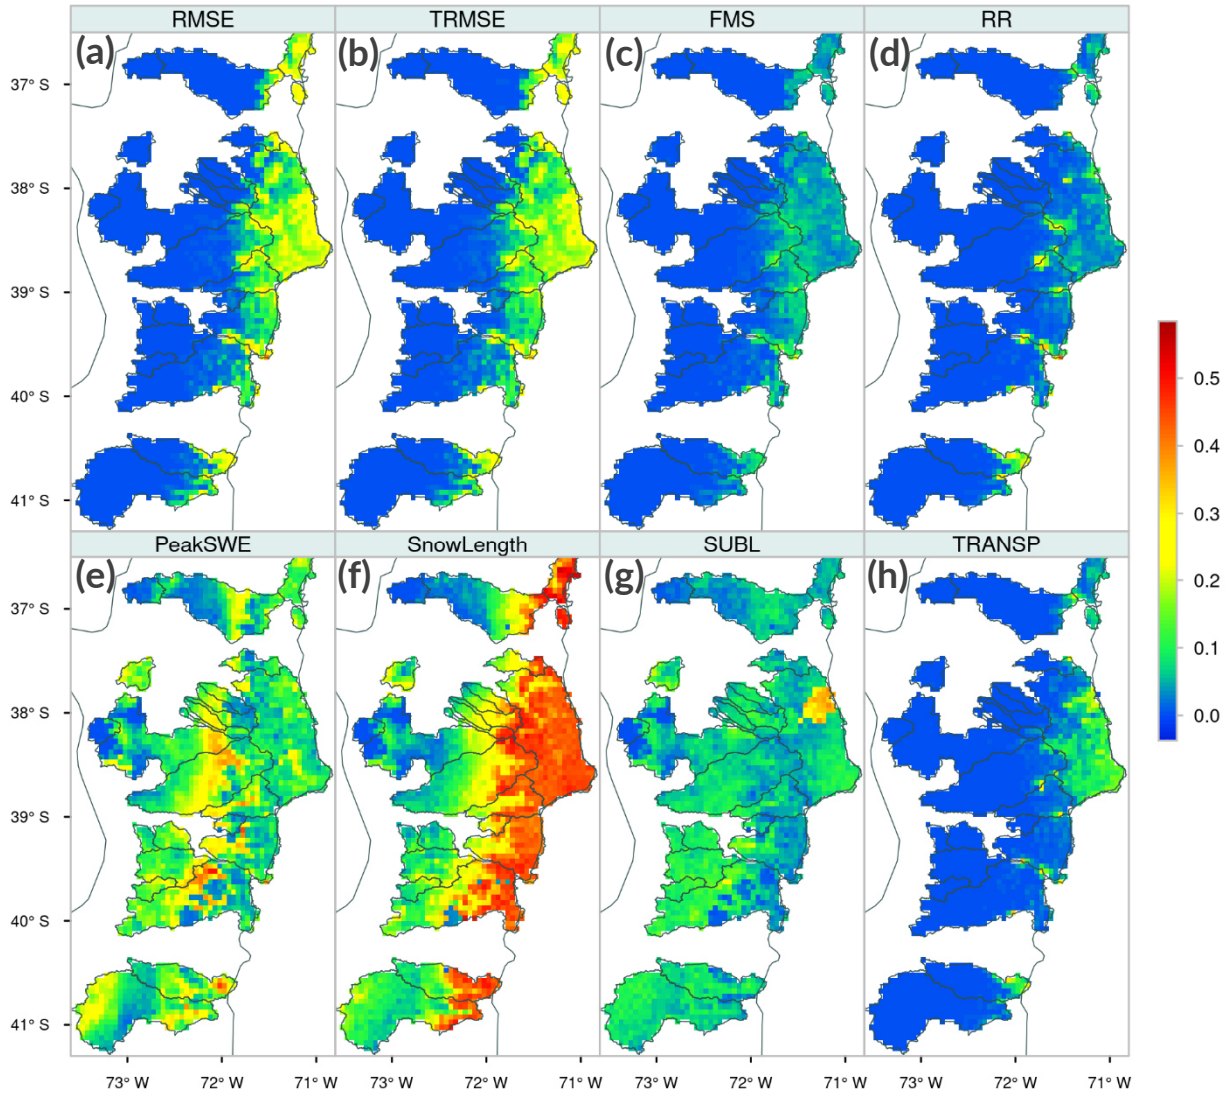 RMSE TRMSE FMS RR
(a) (b) (c) (d)
37° S
38° S
39° S
40° S
41° S
PeakSWE SnowLength SUBL TRANSP
(e) (f) (g) (h)
37° S
38° S
39° S
40° S
41° S
73° W 72° W 71° W 73° W 72° W 71° W 73° W 72° W 71° W 73° W 72° W 71° W
0.5
0.4
0.3
0.2
0.1
0.0